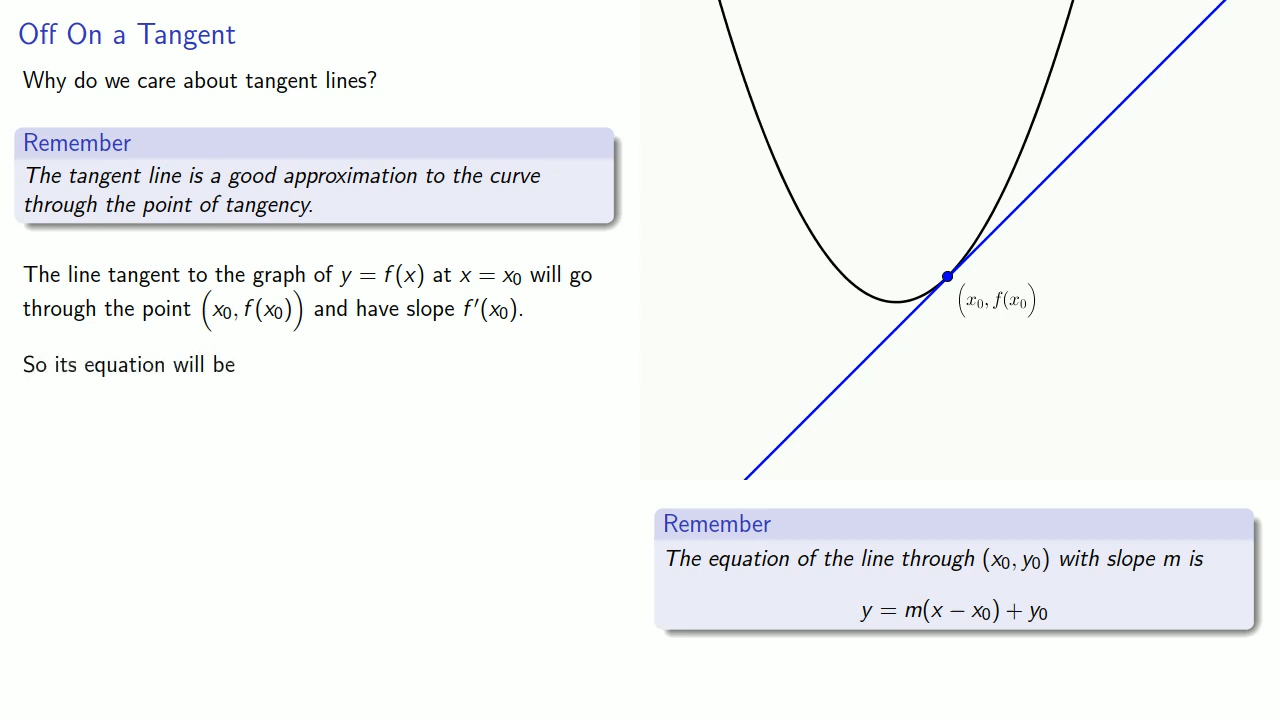 Off On a Tangent
Why do we care about tangent lines?
Remember
The tangent line is a good approximation to the curve
through the point of tangency.
The line tangent to the graph of y = f(x) at x = x₀ will go
through the point (x₀, f(x₀)) and have slope f′(x₀).
So its equation will be
(x₀, f(x₀)
Remember
The equation of the line through (x₀, y₀) with slope m is
y = m(x − x₀) + y₀